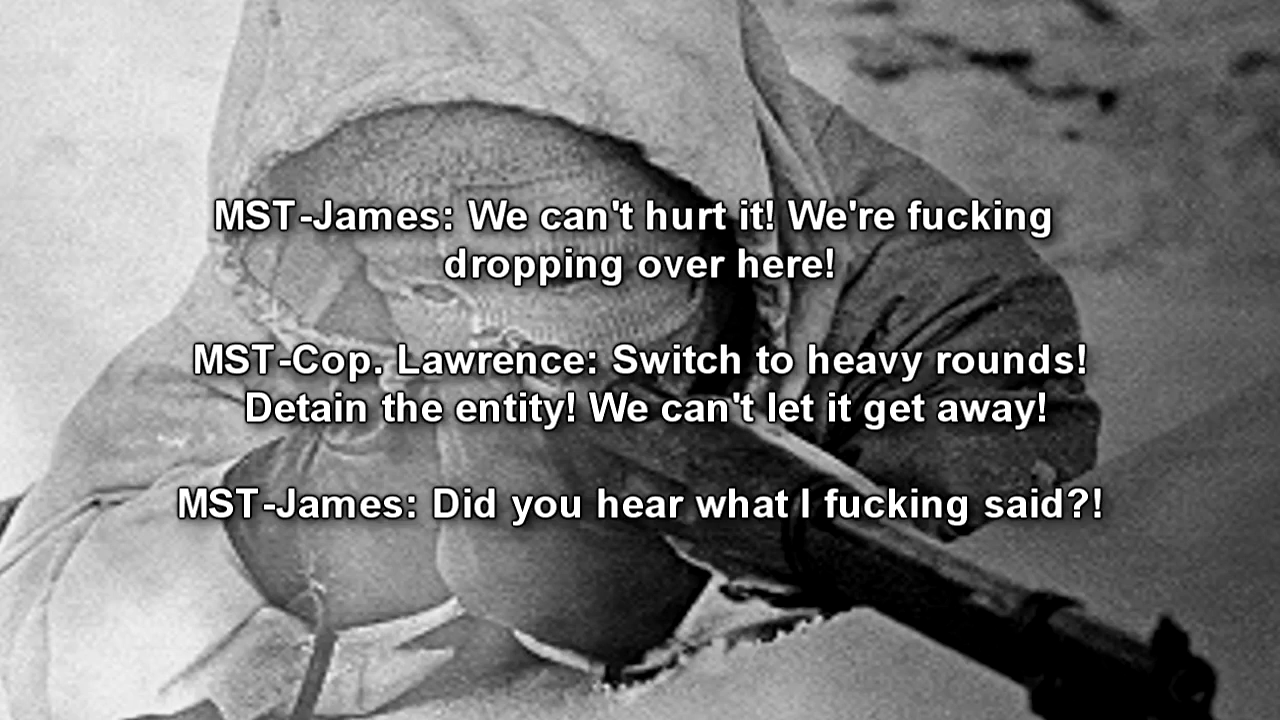 MST-James: We can't hurt it! We're fucking
dropping over here!
MST-Cop. Lawrence: Switch to heavy rounds!
Detain the entity! We can't let it get away!
MST-James: Did you hear what I fucking said?!